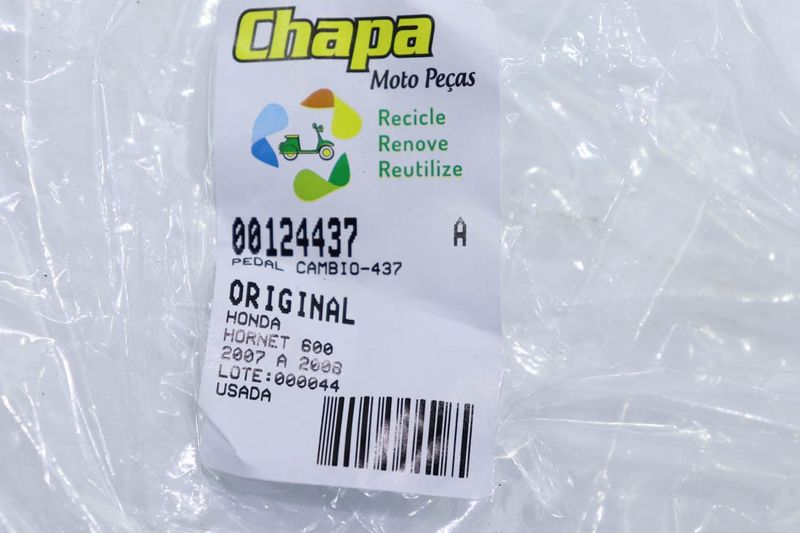 Chapa
Moto Peças
Recicle
Renove
Reutilize
00124437 A
PEDAL CAMBIO-437
ORIGINAL
HONDA
HORNET 600
2007 A 2008
LOTE:000044
USADA